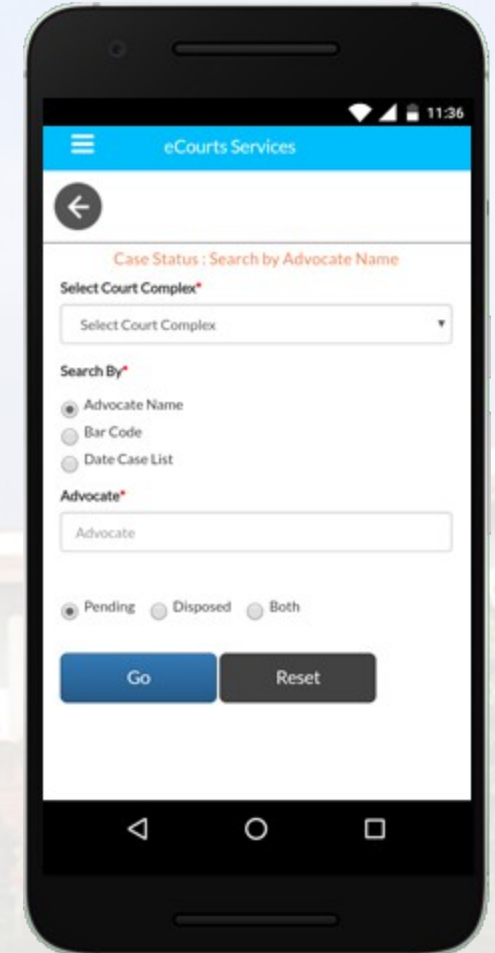 11:36
eCourts Services
Case Status : Search by Advocate Name
Select Court Complex*
Select Court Complex
Search By*
Advocate Name
Bar Code
Date Case List
Advocate*
Advocate
Pending Disposed Both
Go Reset